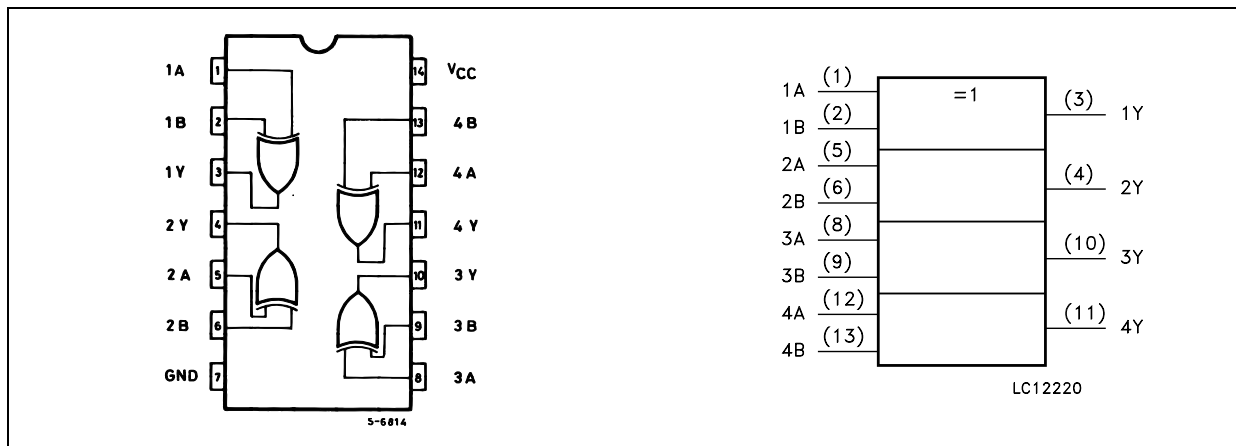 1A 1 14 VCC
1B 2 13 4B
1Y 3 12 4A
2Y 4 11 4Y
2A 5 10 3Y
2B 6 9 3B
GND 7 8 3A
5-6814
1A (1) =1 (3) 1Y
1B (2)
2A (5) (4) 2Y
2B (6)
3A (8) (10) 3Y
3B (9)
4A (12) (11) 4Y
4B (13)
LC12220